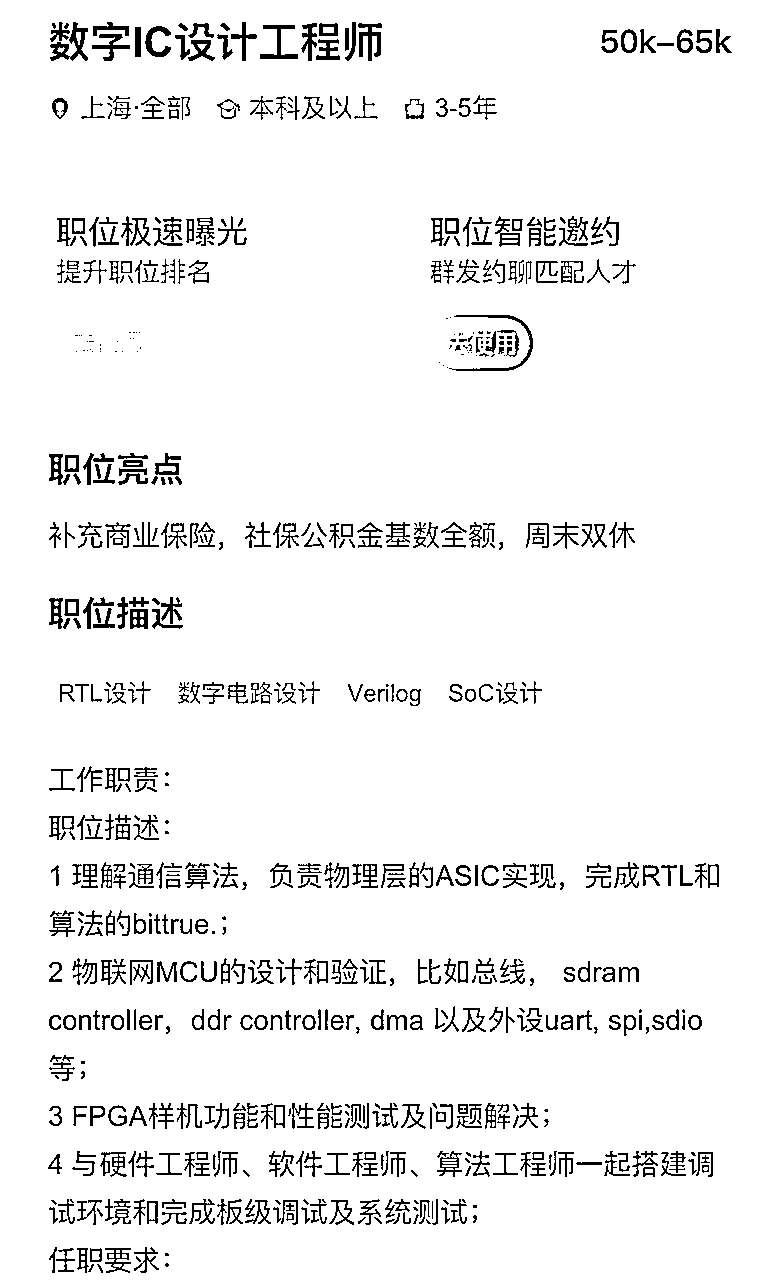 数字IC设计工程师 50k–65k
上海·全部 本科及以上 3-5年
职位极速曝光 职位智能邀约
提升职位排名 群发约聊匹配人才
去使用
职位亮点
补充商业保险，社保公积金基数全额，周末双休
职位描述
RTL设计 数字电路设计 Verilog SoC设计
工作职责：
职位描述：
1 理解通信算法，负责物理层的ASIC实现，完成RTL和
算法的bittrue.；
2 物联网MCU的设计和验证，比如总线， sdram
controller，ddr controller, dma 以及外设uart, spi,sdio
等；
3 FPGA样机功能和性能测试及问题解决；
4 与硬件工程师、软件工程师、算法工程师一起搭建调
试环境和完成板级调试及系统测试；
任职要求：